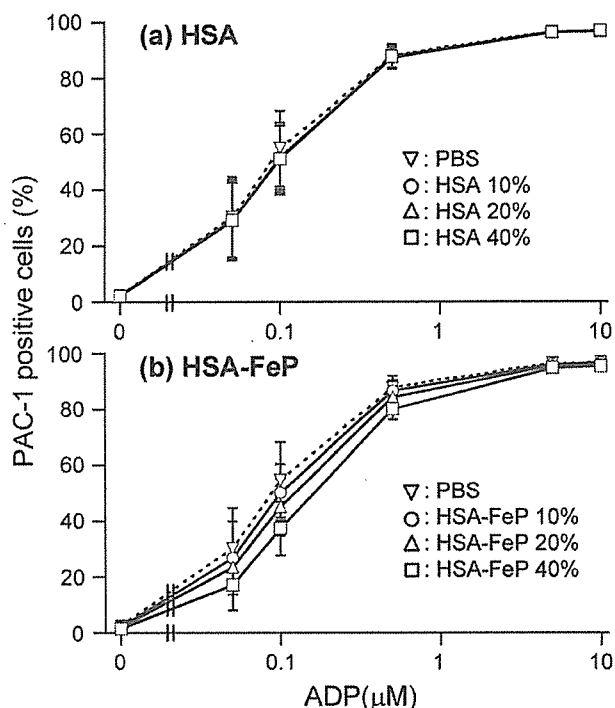 (a) HSA
100
80
60
40
20
0
▽: PBS
○: HSA 10%
△: HSA 20%
□: HSA 40%
0 0.1 1 10
PAC-1 positive cells (%)
(b) HSA-FeP
100
80
60
40
20
0
▽: PBS
○: HSA-FeP 10%
△: HSA-FeP 20%
□: HSA-FeP 40%
0 0.1 1 10
ADP(μM)